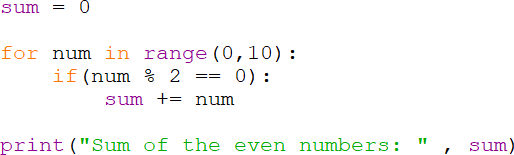 sum = 0
for num in range(0,10):
    if(num % 2 == 0):
        sum += num
print("Sum of the even numbers: " , sum)